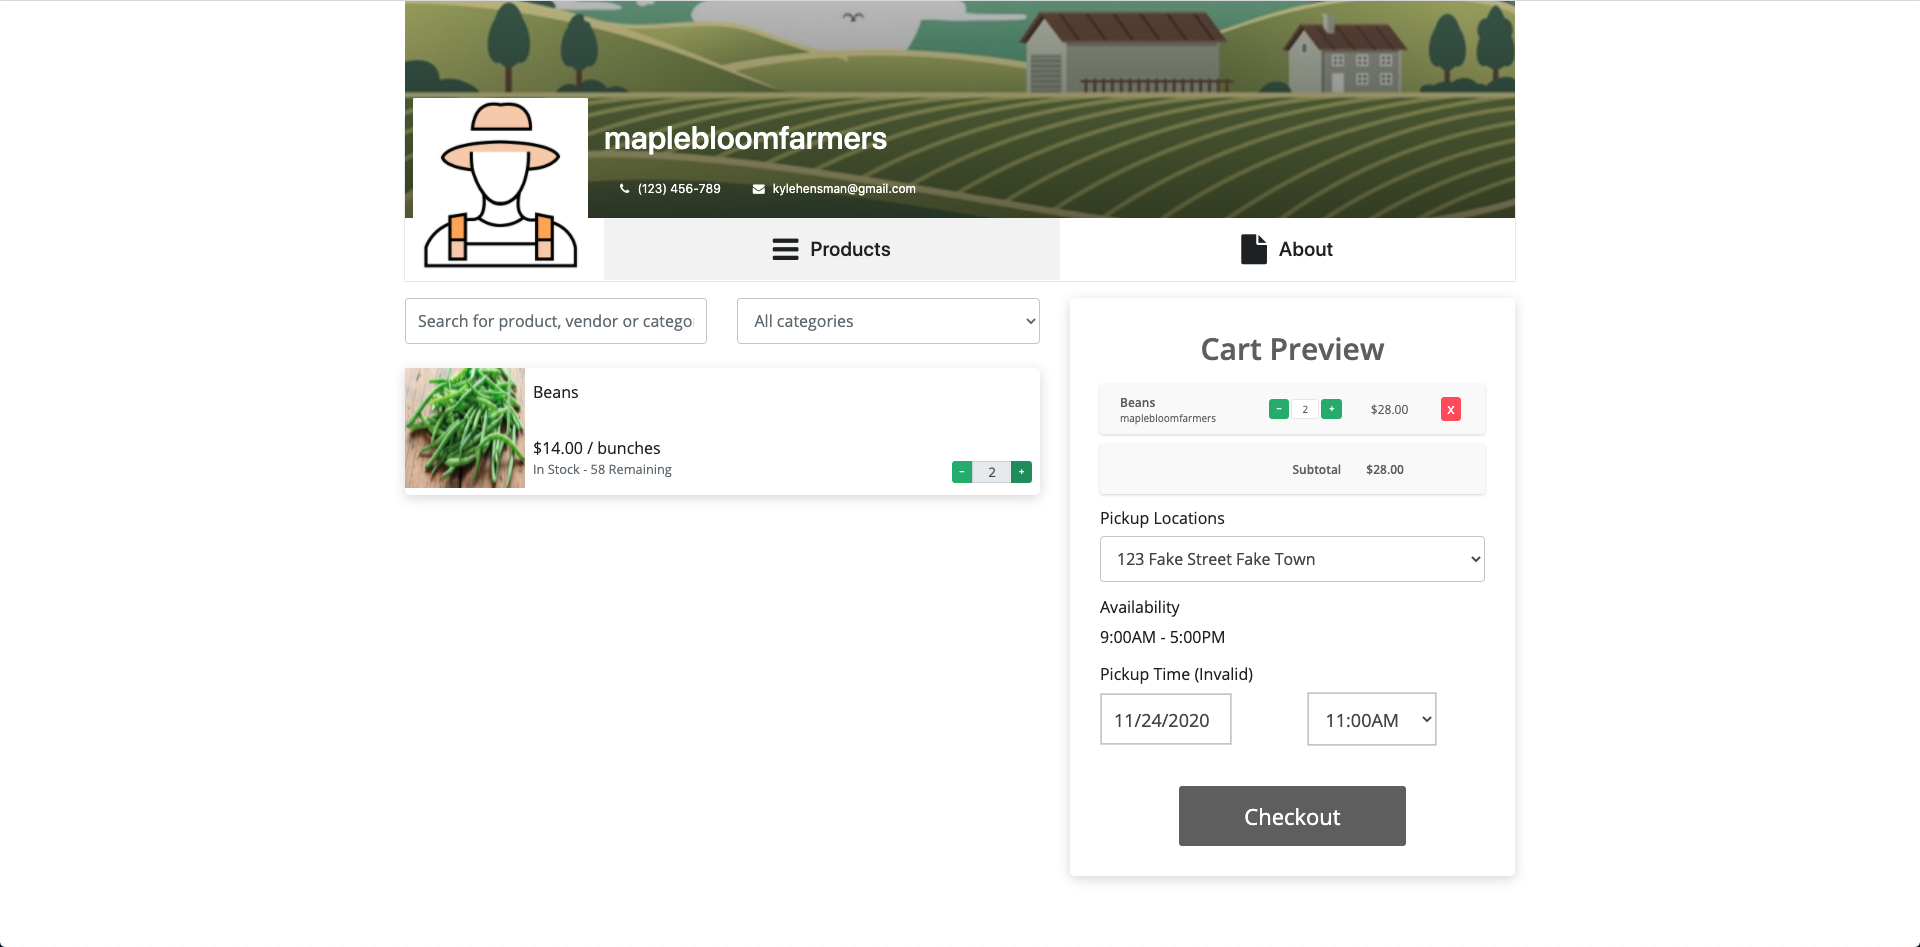 maplebloomfarmers
(123) 456-789 kylehensman@gmail.com
Products
About
Search for product, vendor or catego
All categories
Beans
$14.00 / bunches
In Stock - 58 Remaining
- 2 +
Cart Preview
Beans
maplebloomfarmers
- 2 + $28.00 x
Subtotal $28.00
Pickup Locations
123 Fake Street Fake Town
Availability
9:00AM - 5:00PM
Pickup Time (Invalid)
11/24/2020 11:00AM
Checkout